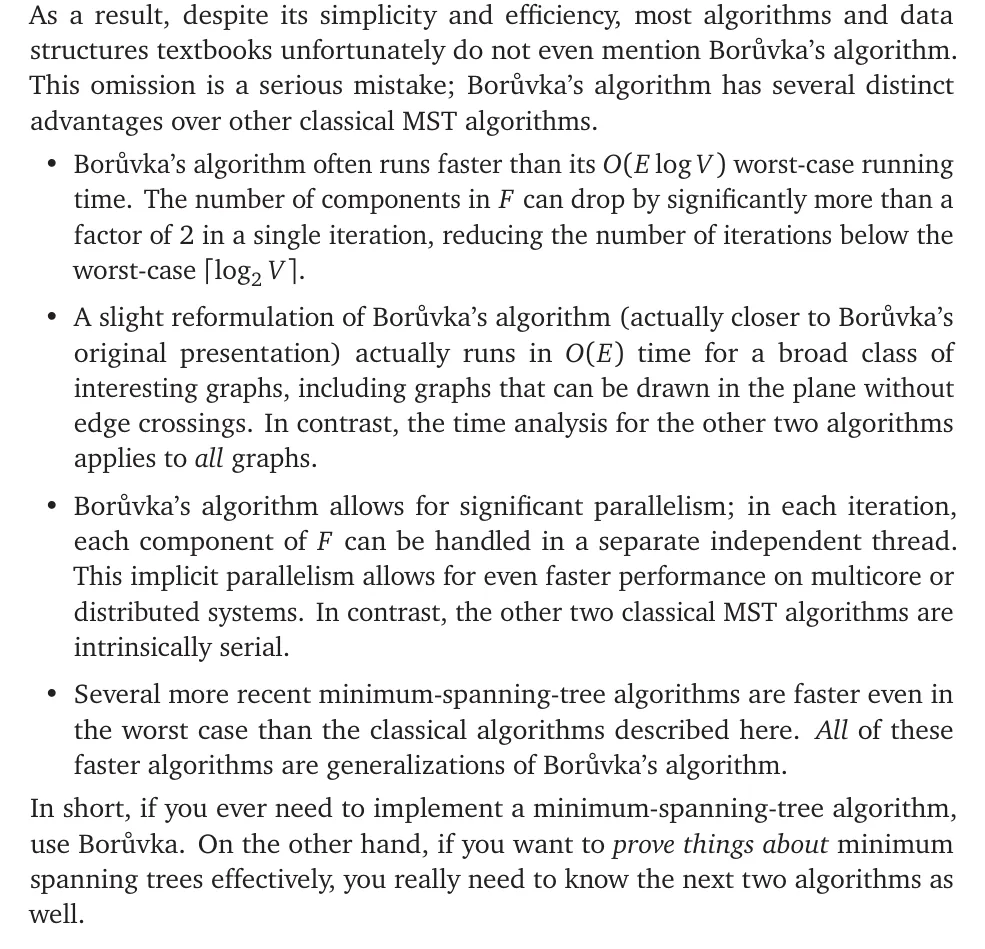 As a result, despite its simplicity and efficiency, most algorithms and data
structures textbooks unfortunately do not even mention Borůvka’s algorithm.
This omission is a serious mistake; Borůvka’s algorithm has several distinct
advantages over other classical MST algorithms.
• Borůvka’s algorithm often runs faster than its O(E log V) worst-case running
time. The number of components in F can drop by significantly more than a
factor of 2 in a single iteration, reducing the number of iterations below the
worst-case ⌈log₂ V⌉.
• A slight reformulation of Borůvka’s algorithm (actually closer to Borůvka’s
original presentation) actually runs in O(E) time for a broad class of
interesting graphs, including graphs that can be drawn in the plane without
edge crossings. In contrast, the time analysis for the other two algorithms
applies to all graphs.
• Borůvka’s algorithm allows for significant parallelism; in each iteration,
each component of F can be handled in a separate independent thread.
This implicit parallelism allows for even faster performance on multicore or
distributed systems. In contrast, the other two classical MST algorithms are
intrinsically serial.
• Several more recent minimum-spanning-tree algorithms are faster even in
the worst case than the classical algorithms described here. All of these
faster algorithms are generalizations of Borůvka’s algorithm.
In short, if you ever need to implement a minimum-spanning-tree algorithm,
use Borůvka. On the other hand, if you want to prove things about minimum
spanning trees effectively, you really need to know the next two algorithms as
well.